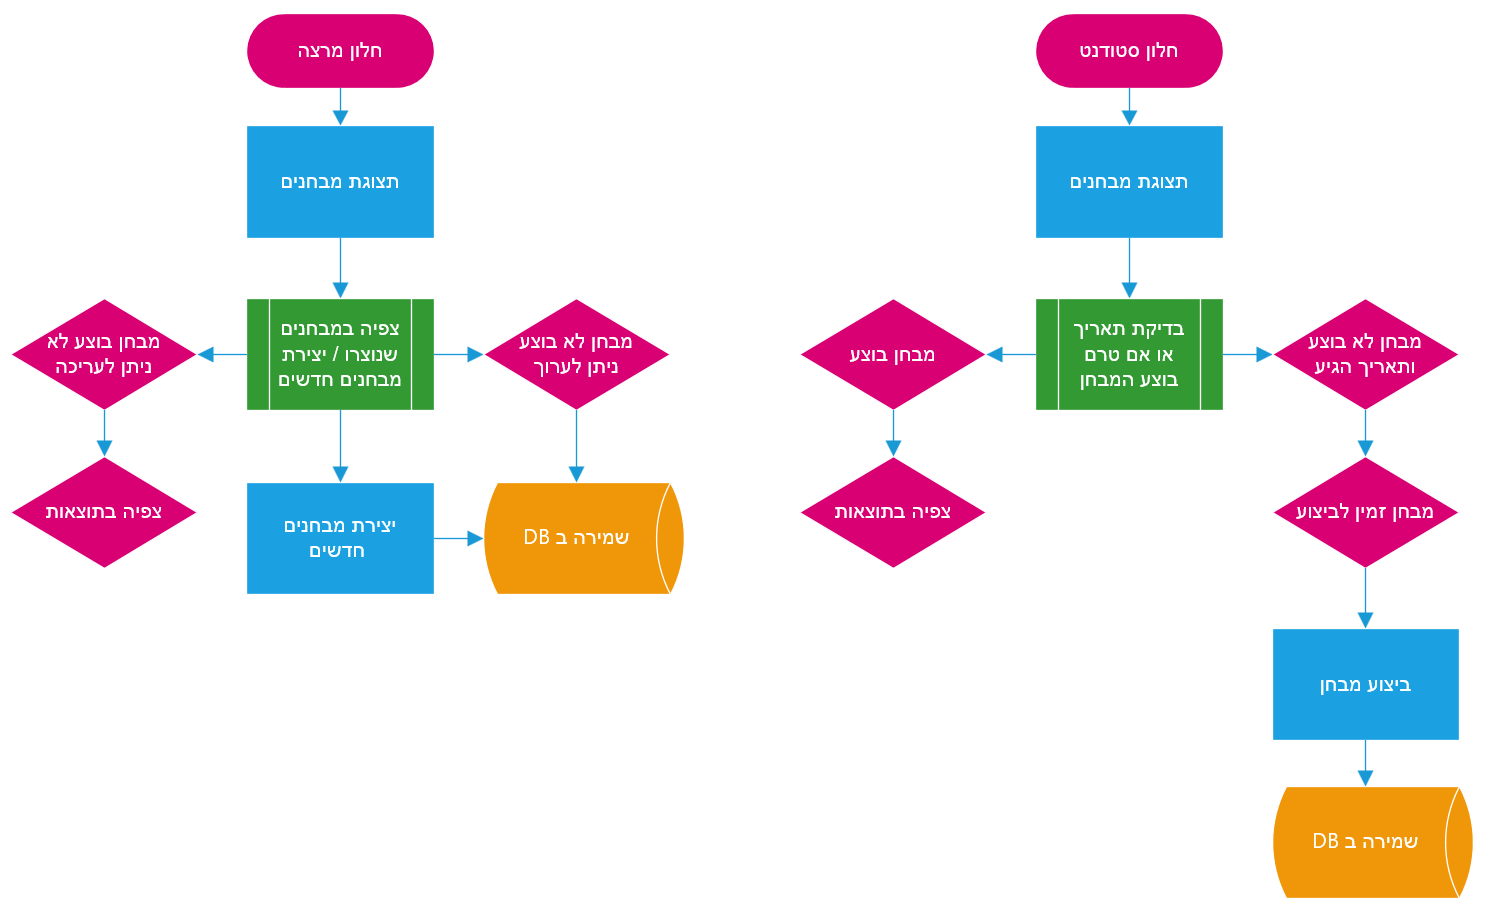 חלון סטודנט
תצוגת מבחנים
בדיקת תאריך
או אם טרם
בוצע המבחן
מבחן לא בוצע
ותאריך הגיע
מבחן זמין לביצוע
ביצוע מבחן
שמירה ב DB
מבחן בוצע
צפיה בתוצאות
חלון מרצה
תצוגת מבחנים
צפיה במבחנים
שנוצרו / יצירת
מבחנים חדשים
מבחן לא בוצע
ניתן לערוך
שמירה ב DB
יצירת מבחנים
חדשים
מבחן בוצע לא
ניתן לעריכה
צפיה בתוצאות